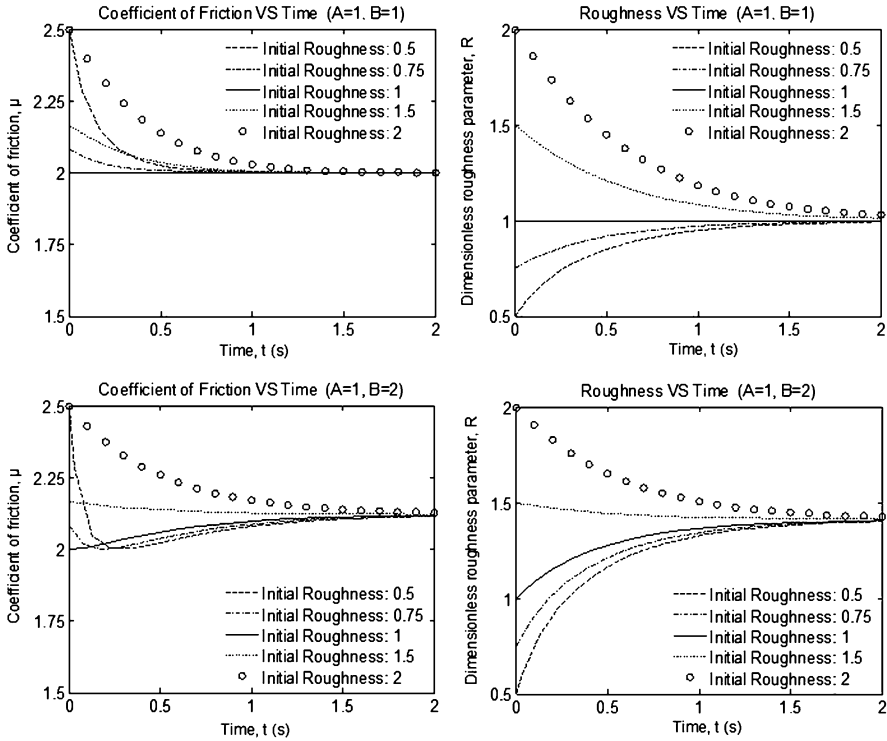 Coefficient of Friction VS Time (A=1. B=1)
Coefficient of friction, µ
2.5
2.25
2
1.75
1.5
0
0.5
1
1.5
2
Time, t (s)
Initial Roughness: 0.5
Initial Roughness: 0.75
Initial Roughness: 1
Initial Roughness: 1.5
Initial Roughness: 2
Roughness VS Time (A=1. B=1)
Dimensionless roughness parameter, R
2
1.5
1
0.5
0
0.5
1
1.5
2
Time, t (s)
Initial Roughness: 0.5
Initial Roughness: 0.75
Initial Roughness: 1
Initial Roughness: 1.5
Initial Roughness: 2
Coefficient of Friction VS Time (A=1, B=2)
Coefficient of friction, µ
2.5
2.25
2
1.75
1.5
0
0.5
1
1.5
2
Time, t (s)
Initial Roughness: 0.5
Initial Roughness: 0.75
Initial Roughness: 1
Initial Roughness: 1.5
Initial Roughness: 2
Roughness VS Time (A=1, B=2)
Dimensionless roughness parameter, R
2
1.5
1
0.5
0
0.5
1
1.5
2
Time, t (s)
Initial Roughness: 0.5
Initial Roughness: 0.75
Initial Roughness: 1
Initial Roughness: 1.5
Initial Roughness: 2